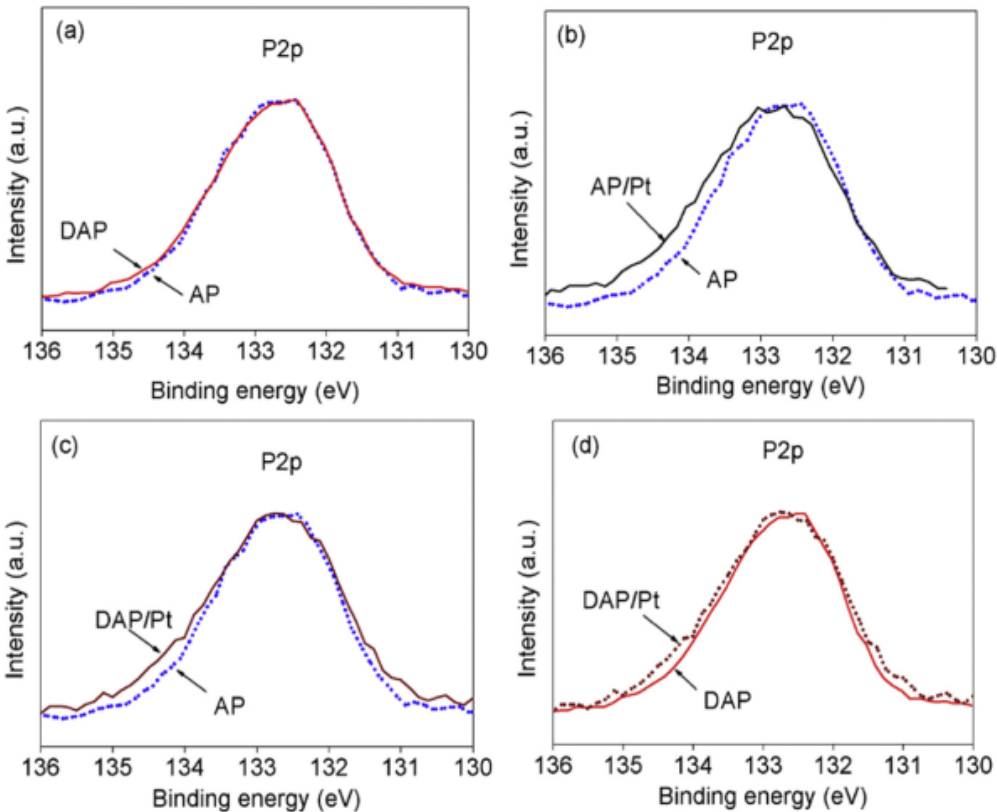 (a)
P2p
Intensity (a.u.)
DAP
AP
136 135 134 133 132 131 130
Binding energy (eV)
(b)
P2p
Intensity (a.u.)
AP/Pt
AP
136 135 134 133 132 131 130
Binding energy (eV)
(c)
P2p
Intensity (a.u.)
DAP/Pt
AP
136 135 134 133 132 131 130
Binding energy (eV)
(d)
P2p
Intensity (a.u.)
DAP/Pt
DAP
136 135 134 133 132 131 130
Binding energy (eV)